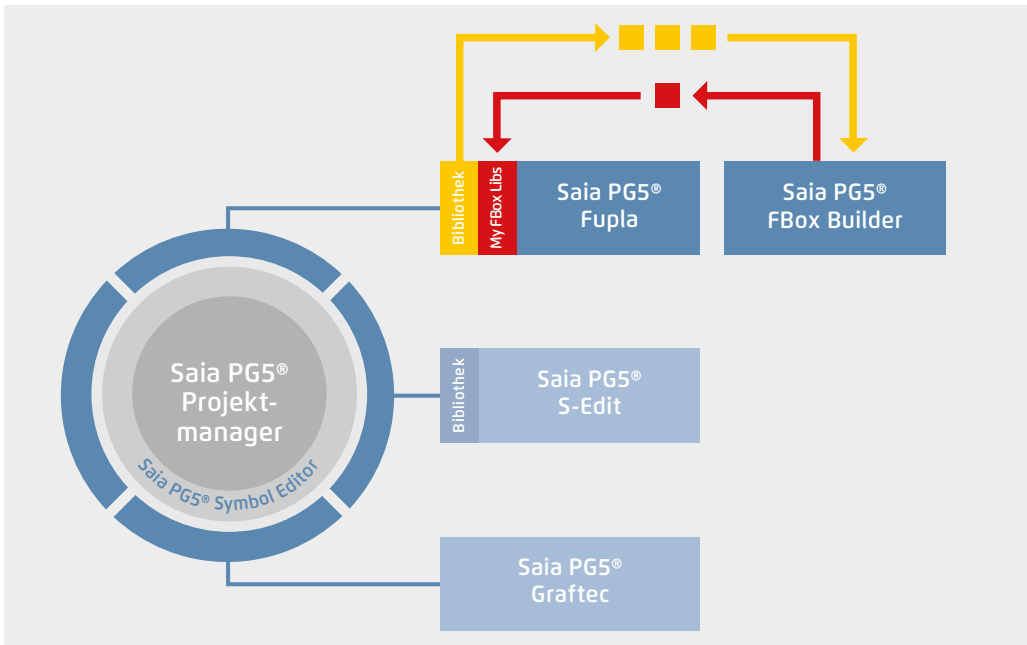 Bibliothek
My FBox Libs
Saia PG5®
Fupla
Saia PG5®
FBox Builder
Saia PG5®
Projekt-
manager
Saia PG5® Symbol Editor
Bibliothek
Saia PG5®
S-Edit
Saia PG5®
Graftec